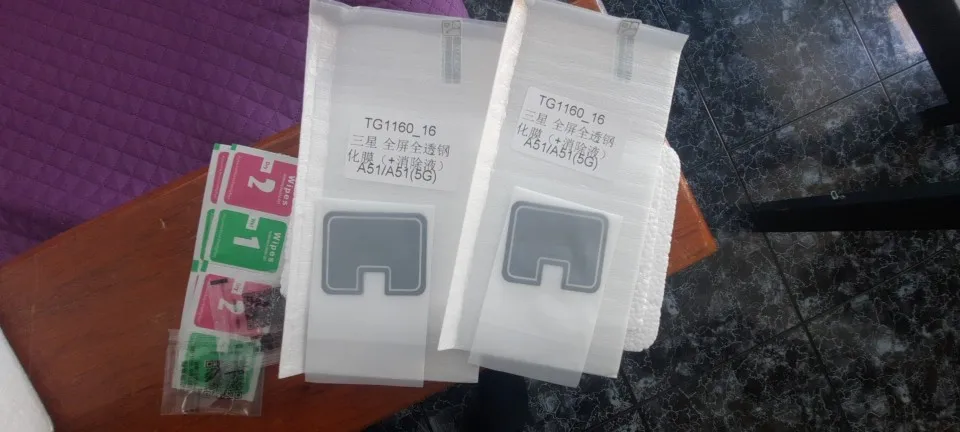 TG1160_16
三星 全屏全透钢
化膜（+消除液）
A51/A51(5G)
TG1160_16
三星 全屏全透钢
化膜（+消除液）
A51/A51(5G)
2
Wipes
1
Wipes
2